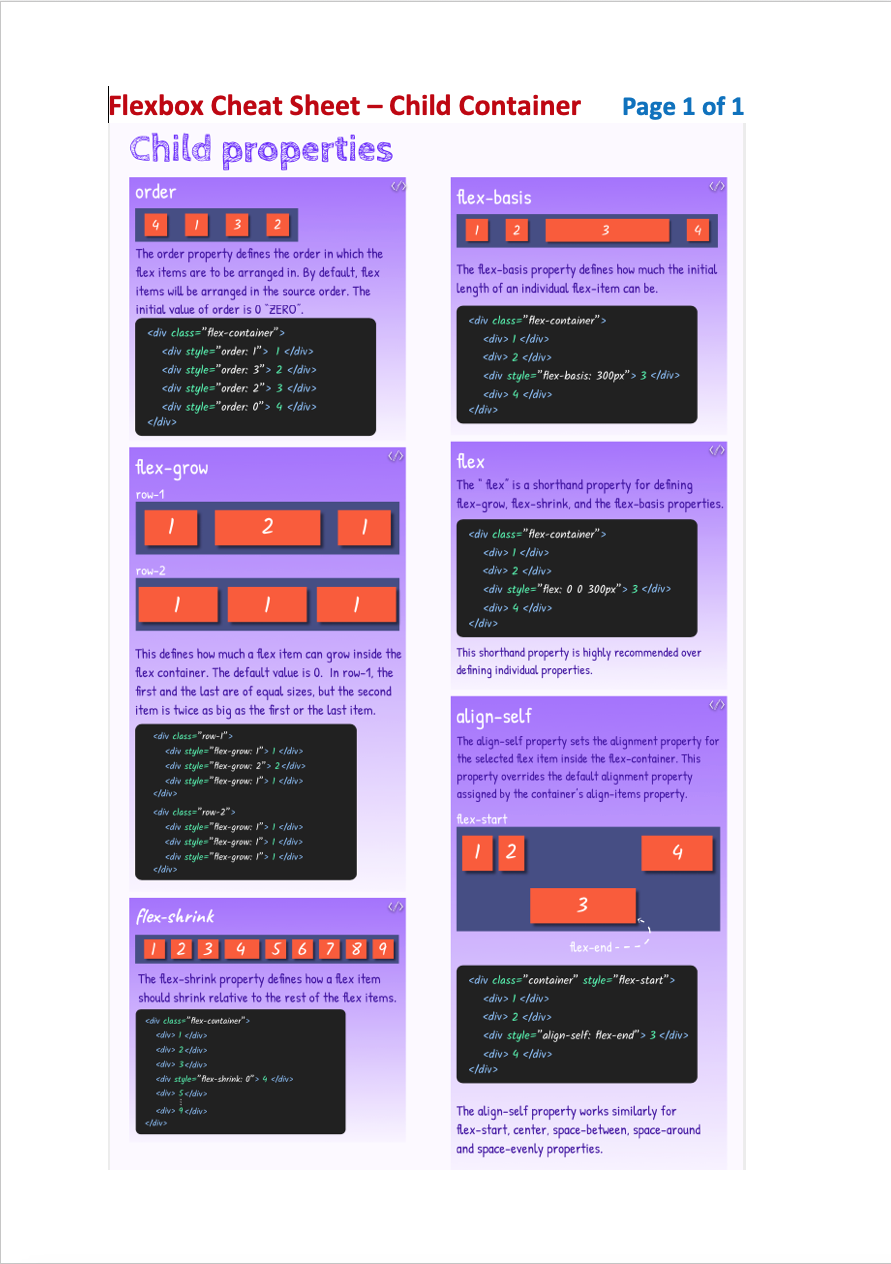 Flexbox Cheat Sheet – Child Container Page 1 of 1
Child properties
</>
order
4 1 3 2
The order property defines the order in which the
flex items are to be arranged in. By default, flex
items will be arranged in the source order. The
initial value of order is 0 "ZERO".
<div class="flex-container">
<div style="order: 1"> 1 </div>
<div style="order: 3"> 2 </div>
<div style="order: 2"> 3 </div>
<div style="order: 0"> 4 </div>
</div>
</>
flex-grow
row-1
1 2 1
row-2
1 1 1
This defines how much a flex item can grow inside the
flex container. The default value is 0. In row-1, the
first and the last are of equal sizes, but the second
item is twice as big as the first or the last item.
<div class="row-1">
<div style="flex-grow: 1"> 1 </div>
<div style="flex-grow: 2"> 2 </div>
<div style="flex-grow: 1"> 1 </div>
</div>
<div class="row-2">
<div style="flex-grow: 1"> 1 </div>
<div style="flex-grow: 1"> 1 </div>
<div style="flex-grow: 1"> 1 </div>
</div>
</>
flex-shrink
1 2 3 4 5 6 7 8 9
The flex-shrink property defines how a flex item
should shrink relative to the rest of the flex items.
<div class="flex-container">
<div> 1 </div>
<div> 2 </div>
<div> 3 </div>
<div style="flex-shrink: 0"> 4 </div>
<div> 5 </div>
⋮
<div> 9 </div>
</div>
</>
flex-basis
1 2 3 4
The flex-basis property defines how much the initial
length of an individual flex-item can be.
<div class="flex-container">
<div> 1 </div>
<div> 2 </div>
<div style="flex-basis: 300px"> 3 </div>
<div> 4 </div>
</div>
</>
flex
The " flex" is a shorthand property for defining
flex-grow, flex-shrink, and the flex-basis properties.
<div class="flex-container">
<div> 1 </div>
<div> 2 </div>
<div style="flex: 0 0 300px"> 3 </div>
<div> 4 </div>
</div>
This shorthand property is highly recommended over
defining individual properties.
</>
align-self
The align-self property sets the alignment property for
the selected flex item inside the flex-container. This
property overrides the default alignment property
assigned by the container's align-items property.
flex-start
1 2 4
3
flex-end
<div class="container" style="flex-start">
<div> 1 </div>
<div> 2 </div>
<div style="align-self: flex-end"> 3 </div>
<div> 4 </div>
</div>
The align-self property works similarly for
flex-start, center, space-between, space-around
and space-evenly properties.